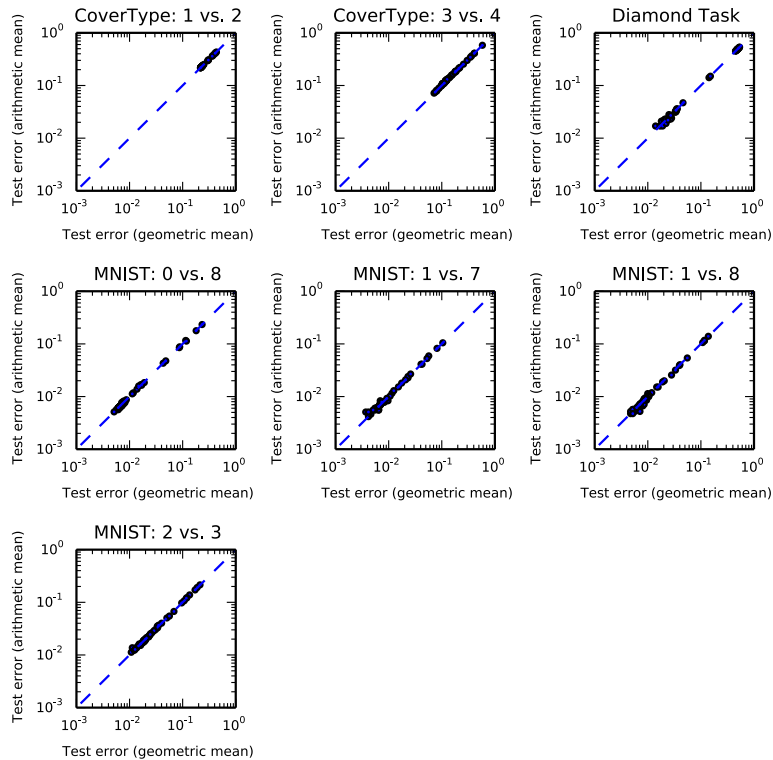 CoverType: 1 vs. 2
Test error (arithmetic mean)
10^0
10^-1
10^-2
10^-3
10^-3 10^-2 10^-1 10^0
Test error (geometric mean)
CoverType: 3 vs. 4
Test error (arithmetic mean)
10^0
10^-1
10^-2
10^-3
10^-3 10^-2 10^-1 10^0
Test error (geometric mean)
Diamond Task
Test error (arithmetic mean)
10^0
10^-1
10^-2
10^-3
10^-3 10^-2 10^-1 10^0
Test error (geometric mean)
MNIST: 0 vs. 8
Test error (arithmetic mean)
10^0
10^-1
10^-2
10^-3
10^-3 10^-2 10^-1 10^0
Test error (geometric mean)
MNIST: 1 vs. 7
Test error (arithmetic mean)
10^0
10^-1
10^-2
10^-3
10^-3 10^-2 10^-1 10^0
Test error (geometric mean)
MNIST: 1 vs. 8
Test error (arithmetic mean)
10^0
10^-1
10^-2
10^-3
10^-3 10^-2 10^-1 10^0
Test error (geometric mean)
MNIST: 2 vs. 3
Test error (arithmetic mean)
10^0
10^-1
10^-2
10^-3
10^-3 10^-2 10^-1 10^0
Test error (geometric mean)